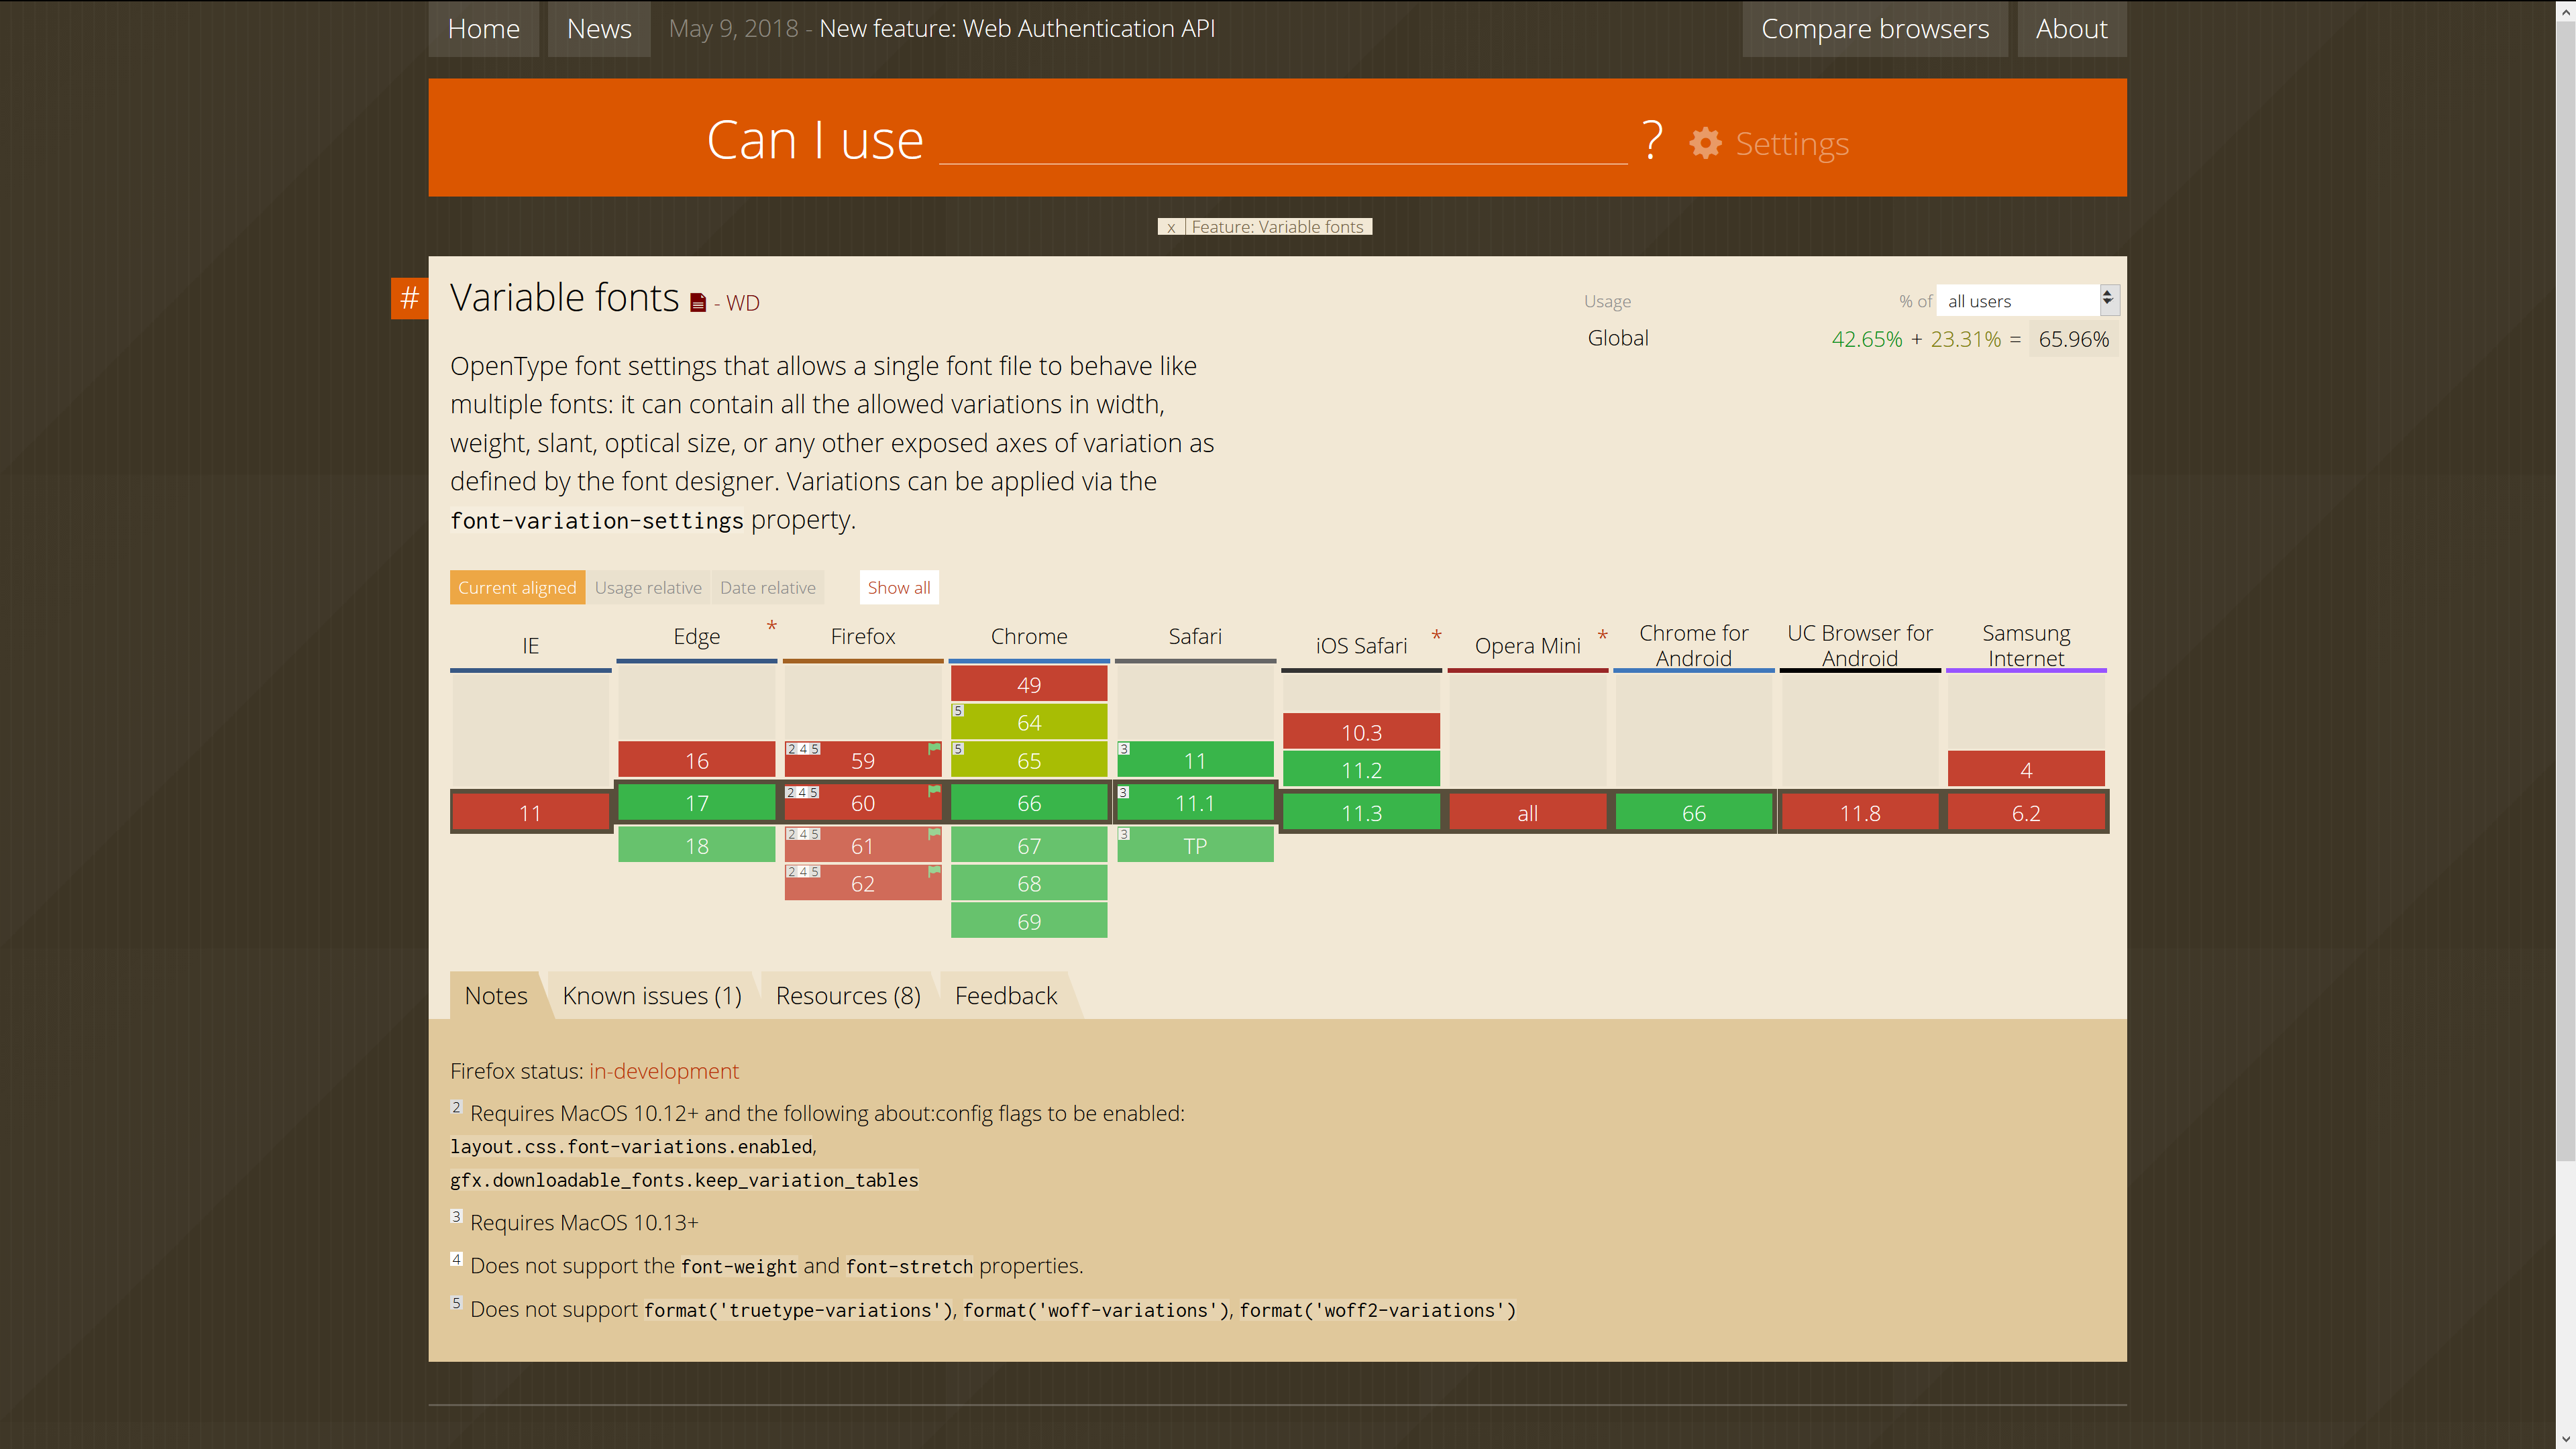 Home News May 9, 2018 - New feature: Web Authentication API Compare browsers About
Can I use ? Settings
x Feature: Variable fonts
# Variable fonts - WD
Usage % of all users
Global 42.65% + 23.31% = 65.96%
OpenType font settings that allows a single font file to behave like
multiple fonts: it can contain all the allowed variations in width,
weight, slant, optical size, or any other exposed axes of variation as
defined by the font designer. Variations can be applied via the
font-variation-settings property.
Current aligned Usage relative Date relative Show all
IE Edge * Firefox Chrome Safari iOS Safari * Opera Mini * Chrome for Android UC Browser for Android Samsung Internet
49
5 64 10.3
16 2 4 5 59 5 65 3 11 11.2 4
11 17 2 4 5 60 66 3 11.1 11.3 all 66 11.8 6.2
18 2 4 5 61 67 3 TP
2 4 5 62 68
69
Notes Known issues (1) Resources (8) Feedback
Firefox status: in-development
2 Requires MacOS 10.12+ and the following about:config flags to be enabled:
layout.css.font-variations.enabled,
gfx.downloadable_fonts.keep_variation_tables
3 Requires MacOS 10.13+
4 Does not support the font-weight and font-stretch properties.
5 Does not support format('truetype-variations'), format('woff-variations'), format('woff2-variations')